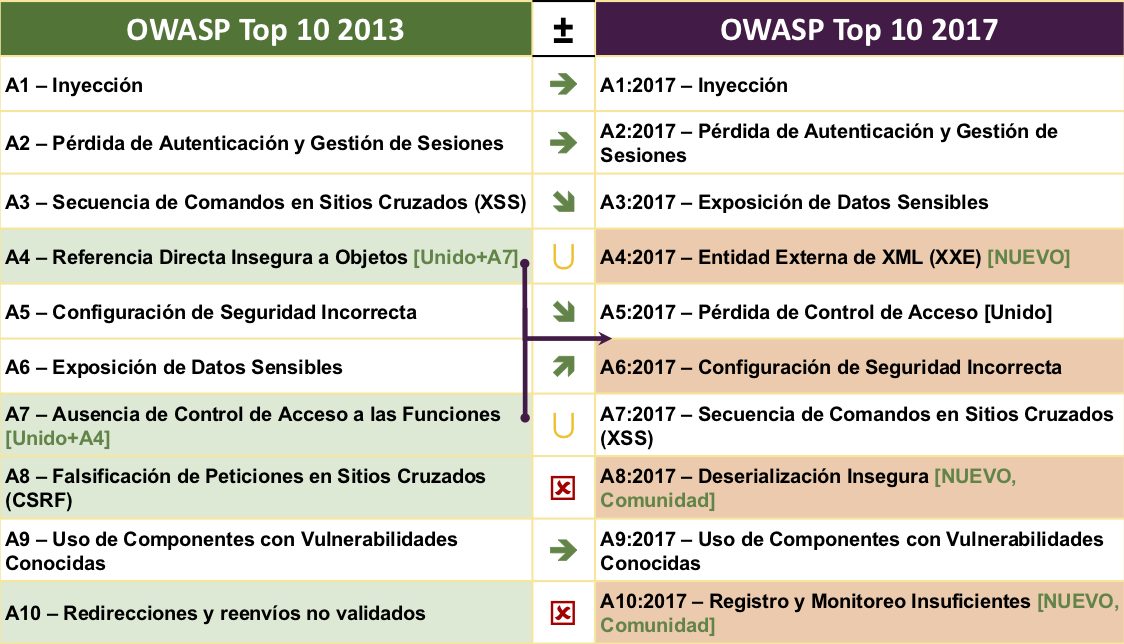 OWASP Top 10 2013 ± OWASP Top 10 2017
A1 – Inyección A1:2017 – Inyección
A2 – Pérdida de Autenticación y Gestión de Sesiones A2:2017 – Pérdida de Autenticación y Gestión de
Sesiones
A3 – Secuencia de Comandos en Sitios Cruzados (XSS) A3:2017 – Exposición de Datos Sensibles
A4 – Referencia Directa Insegura a Objetos [Unido+A7] U A4:2017 – Entidad Externa de XML (XXE) [NUEVO]
A5 – Configuración de Seguridad Incorrecta A5:2017 – Pérdida de Control de Acceso [Unido]
A6 – Exposición de Datos Sensibles A6:2017 – Configuración de Seguridad Incorrecta
A7 – Ausencia de Control de Acceso a las Funciones
[Unido+A4] U A7:2017 – Secuencia de Comandos en Sitios Cruzados
(XSS)
A8 – Falsificación de Peticiones en Sitios Cruzados
(CSRF) A8:2017 – Deserialización Insegura [NUEVO,
Comunidad]
A9 – Uso de Componentes con Vulnerabilidades
Conocidas A9:2017 – Uso de Componentes con Vulnerabilidades
Conocidas
A10 – Redirecciones y reenvíos no validados A10:2017 – Registro y Monitoreo Insuficientes [NUEVO,
Comunidad]